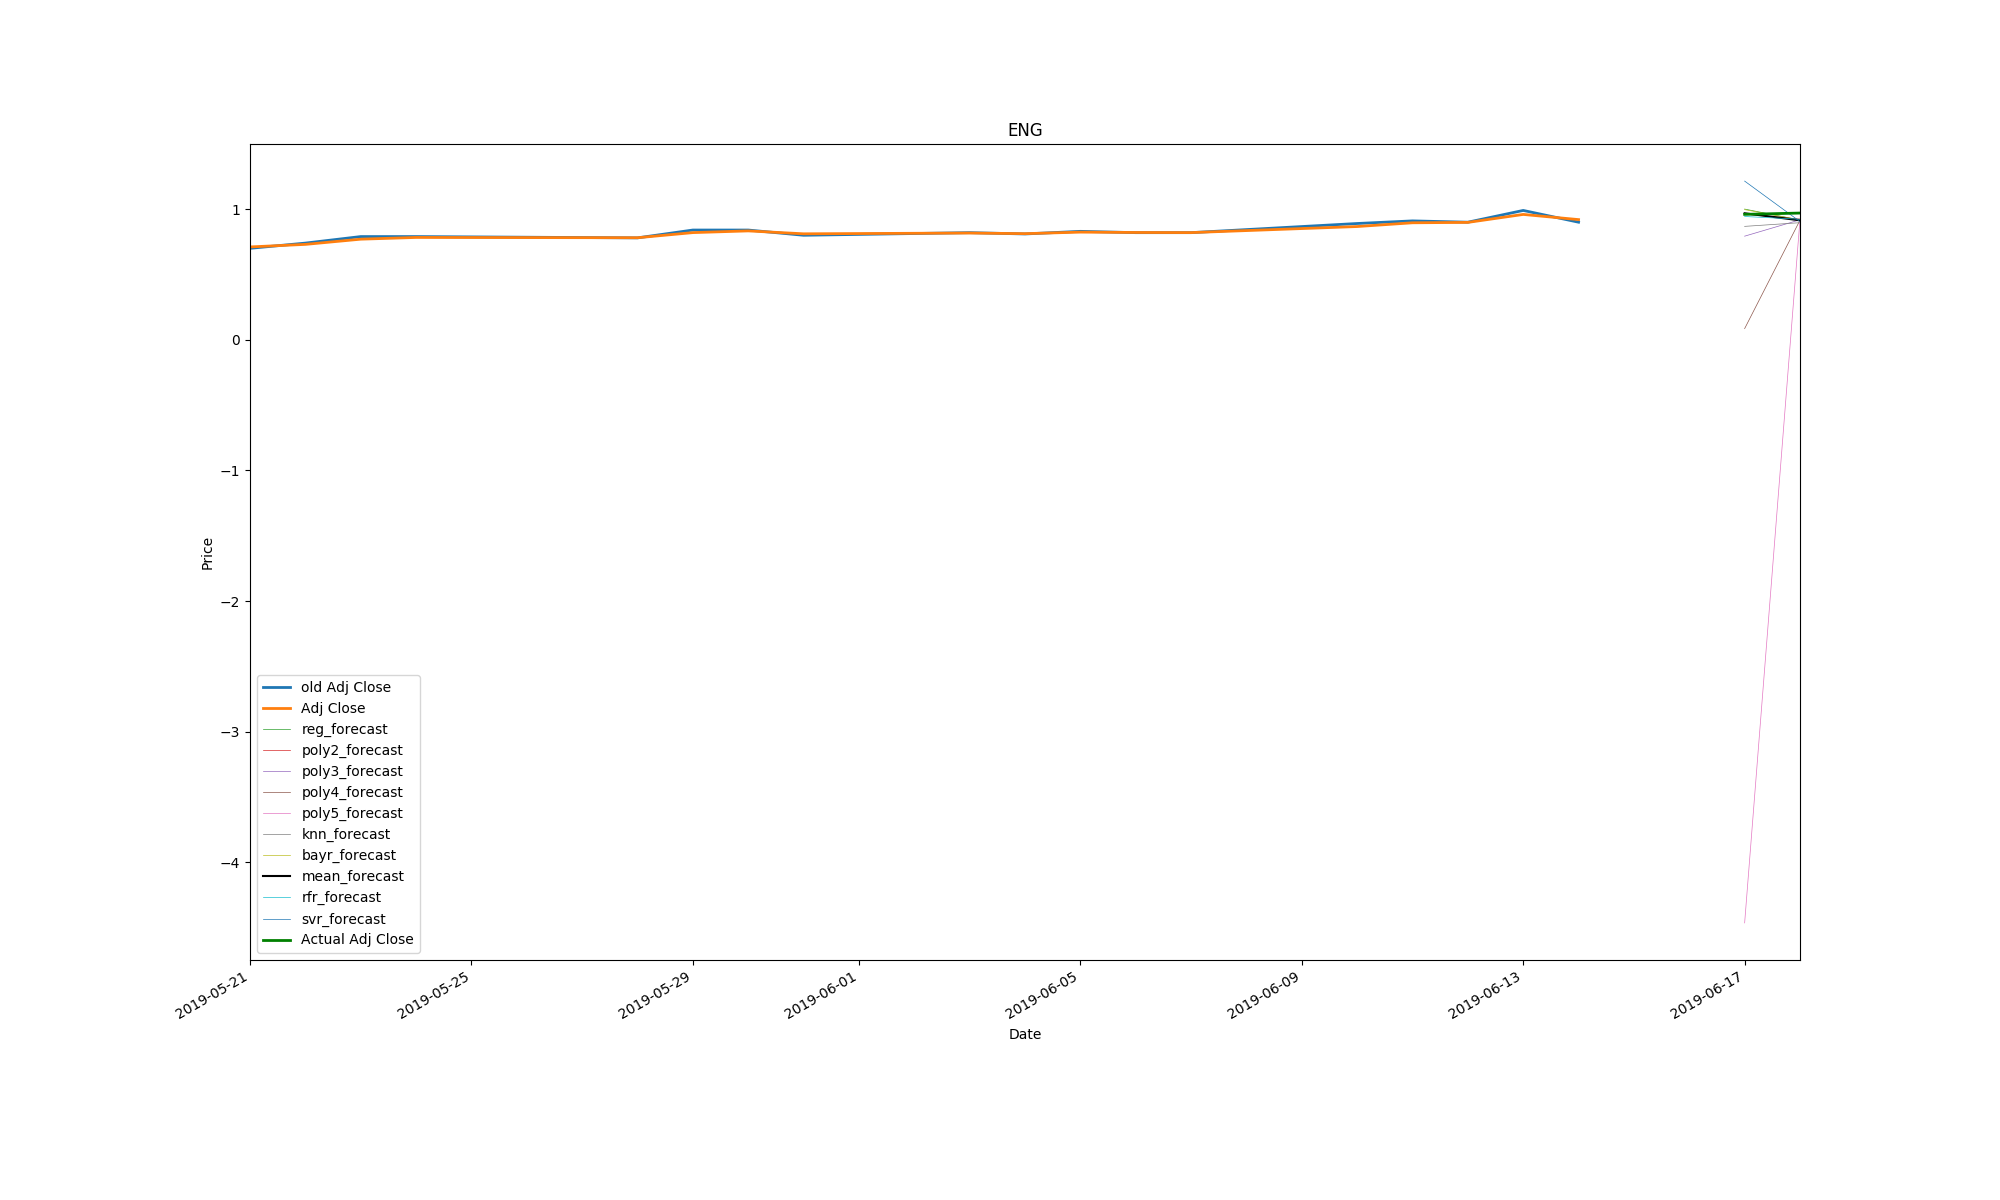 ENG
1
0
−1
−2
−3
−4
Price
old Adj Close
Adj Close
reg_forecast
poly2_forecast
poly3_forecast
poly4_forecast
poly5_forecast
knn_forecast
bayr_forecast
mean_forecast
rfr_forecast
svr_forecast
Actual Adj Close
2019-05-21
2019-05-25
2019-05-29
2019-06-01
2019-06-05
2019-06-09
2019-06-13
2019-06-17
Date